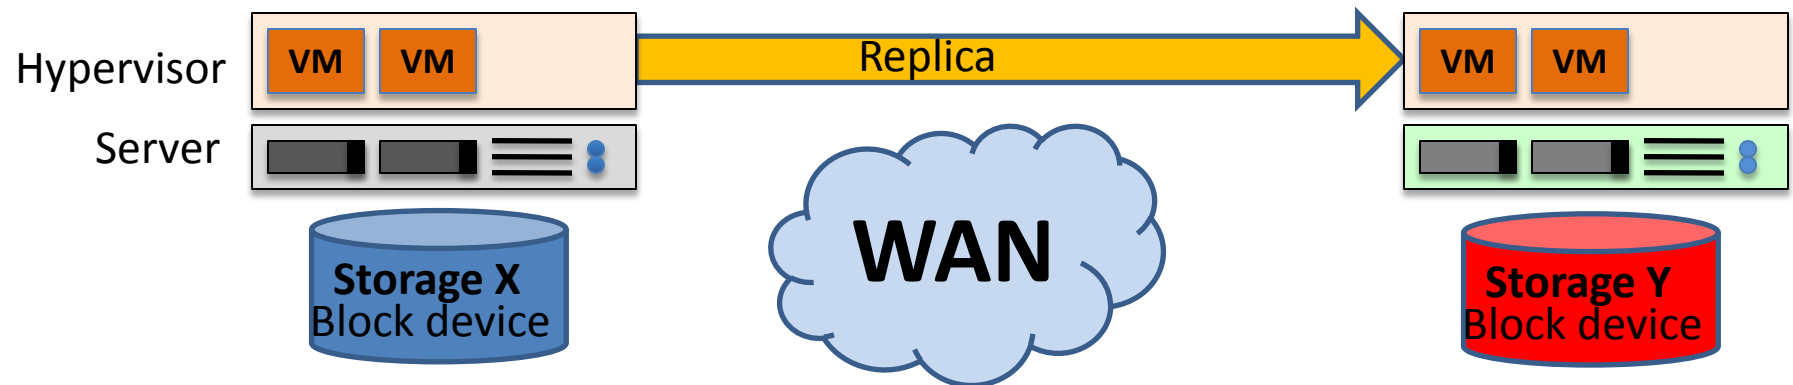 Hypervisor
VM VM
Replica
VM VM
Server
WAN
Storage X
Block device
Storage Y
Block device